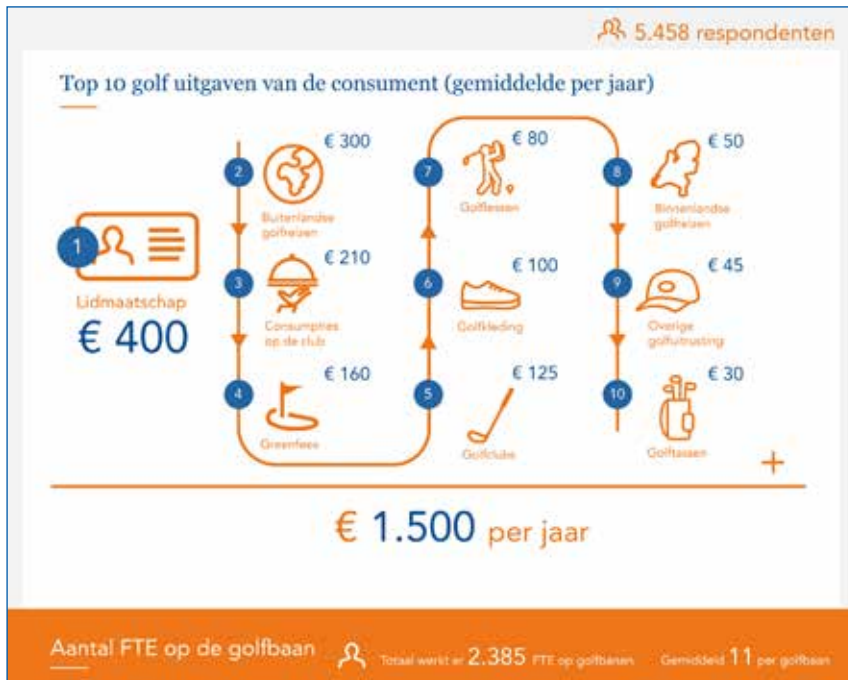 5.458 respondenten
Top 10 golf uitgaven van de consument (gemiddelde per jaar)
1
Lidmaatschap
€ 400
2
€ 300
Buitenlandse
golfreizen
3
€ 210
Consumpties
op de club
4
€ 160
Greenfees
5
€ 125
Golfclubs
6
€ 100
Golfkleding
7
€ 80
Golflessen
8
€ 50
Binnenlandse
golfreizen
9
€ 45
Overige
golfuitrusting
10
€ 30
Golftassen
+
€ 1.500 per jaar
Aantal FTE op de golfbaan
Totaal werkt er 2.385 FTE op golfbanen
Gemiddeld 11 per golfbaan